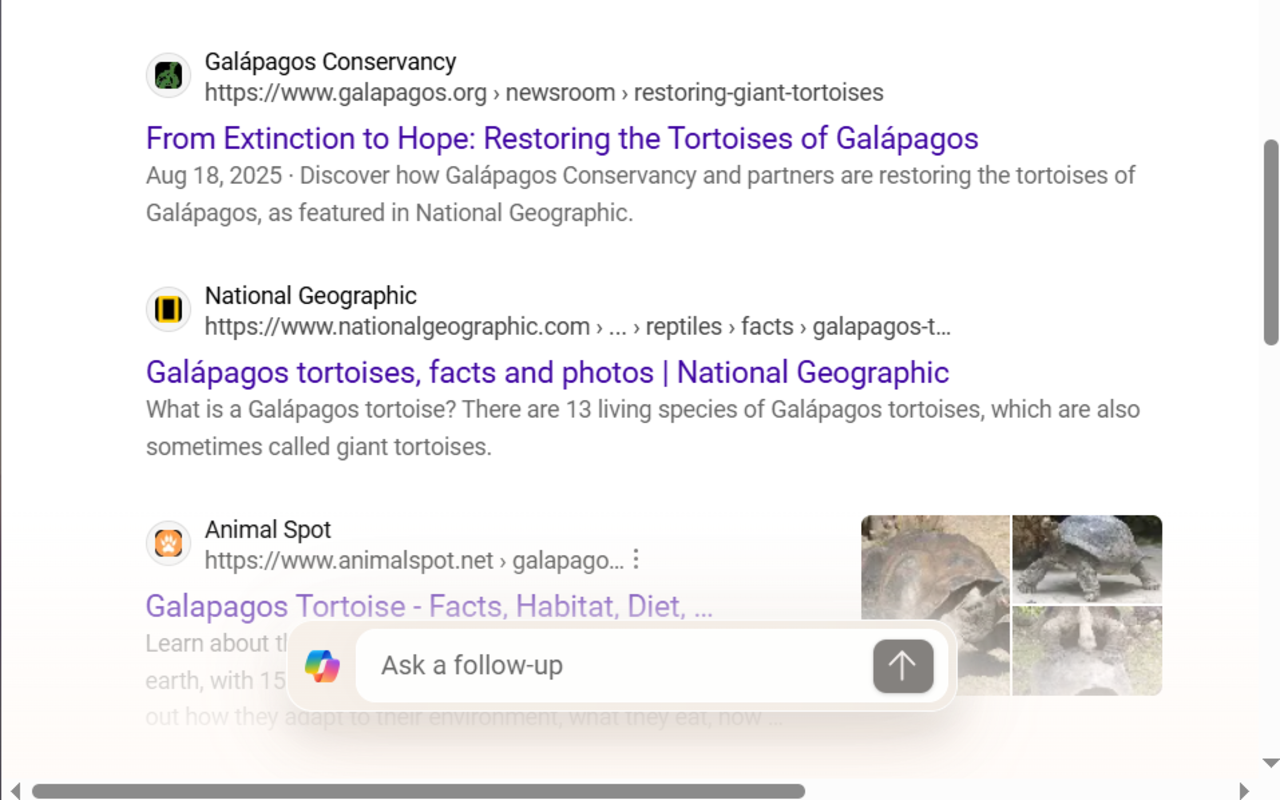 Galápagos Conservancy
https://www.galapagos.org › newsroom › restoring-giant-tortoises
From Extinction to Hope: Restoring the Tortoises of Galápagos
Aug 18, 2025 · Discover how Galápagos Conservancy and partners are restoring the tortoises of
Galápagos, as featured in National Geographic.
National Geographic
https://www.nationalgeographic.com › ... › reptiles › facts › galapagos-t...
Galápagos tortoises, facts and photos | National Geographic
What is a Galápagos tortoise? There are 13 living species of Galápagos tortoises, which are also
sometimes called giant tortoises.
Animal Spot
https://www.animalspot.net › galapago...
Galapagos Tortoise - Facts, Habitat, Diet, ...
Learn about
earth, with 15
out how they adapt to their environment, what they eat, how ...
Ask a follow-up